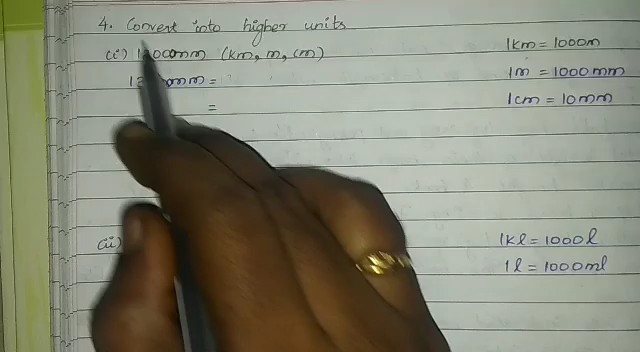 4. Convert into higher units
(i) 1000mm (km, m, cm)
mm =
=
(ii)
1km = 1000m
1m = 1000mm
1cm = 10mm
1kl = 1000l
1l = 1000ml